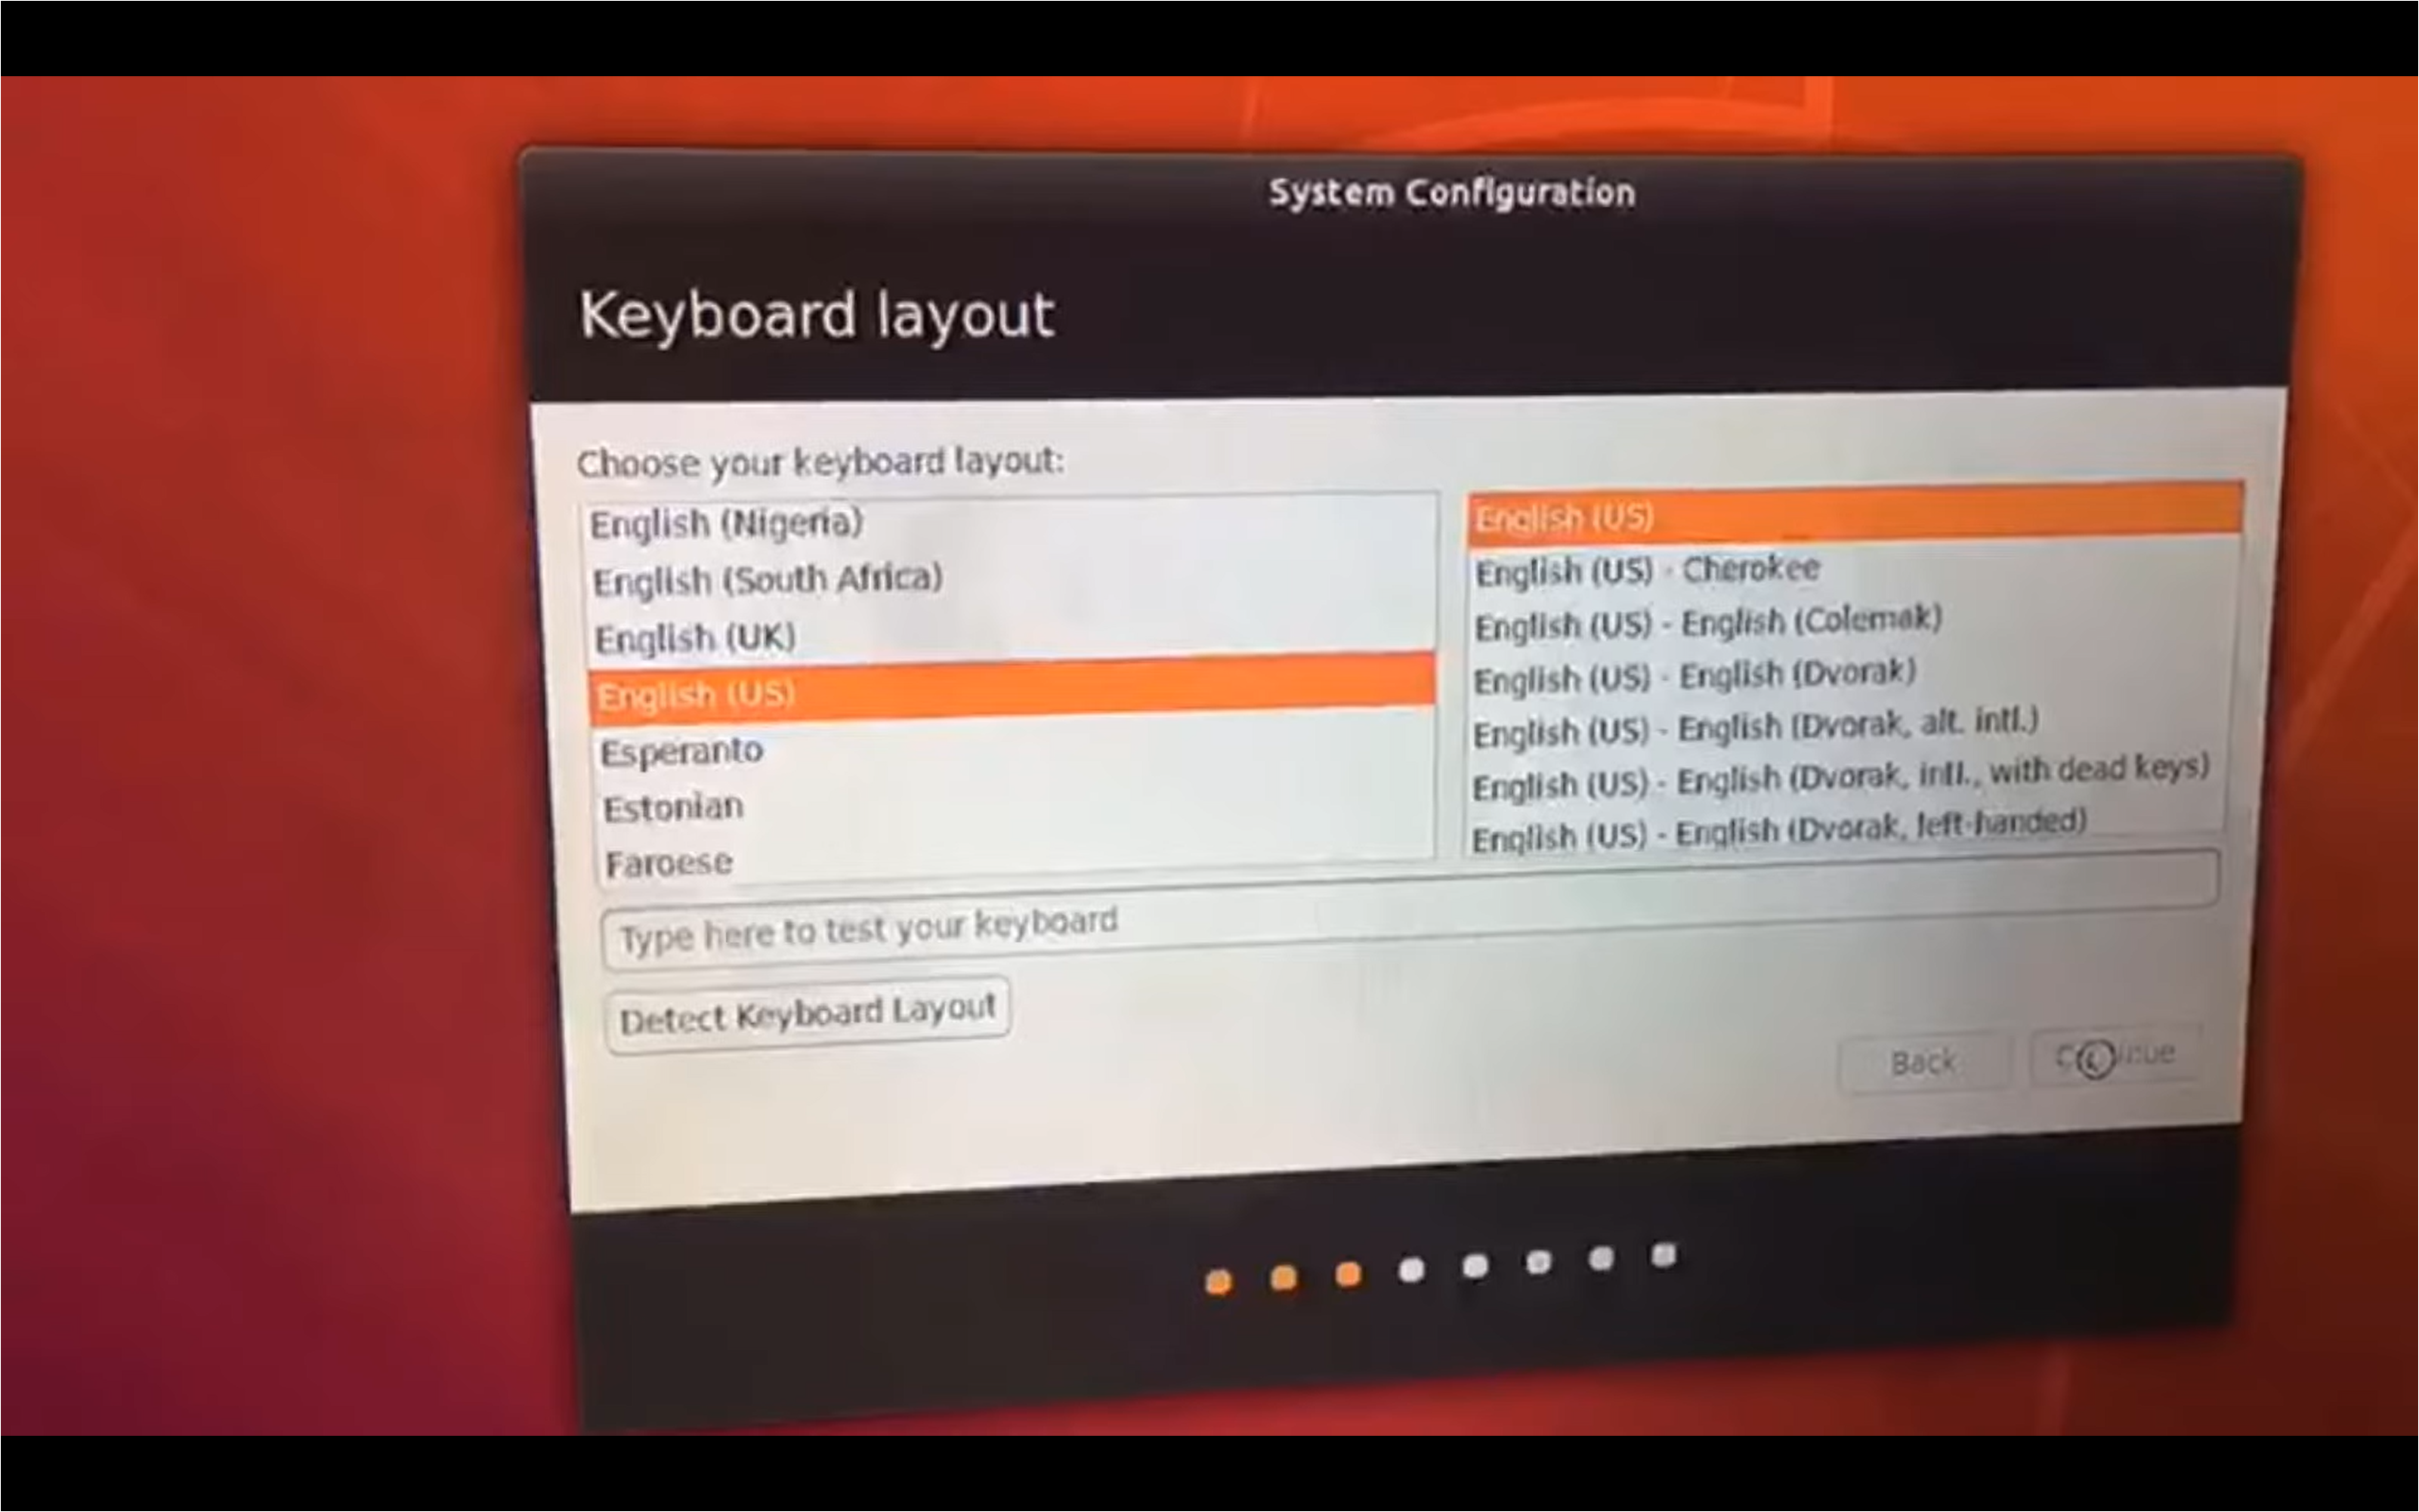 System Configuration
Keyboard layout
Choose your keyboard layout:
English (Nigeria)
English (South Africa)
English (UK)
English (US)
Esperanto
Estonian
Faroese
English (US)
English (US) - Cherokee
English (US) - English (Colemak)
English (US) - English (Dvorak)
English (US) - English (Dvorak, alt. intl.)
English (US) - English (Dvorak, intl., with dead keys)
English (US) - English (Dvorak, left-handed)
Type here to test your keyboard
Detect Keyboard Layout
Back
Continue